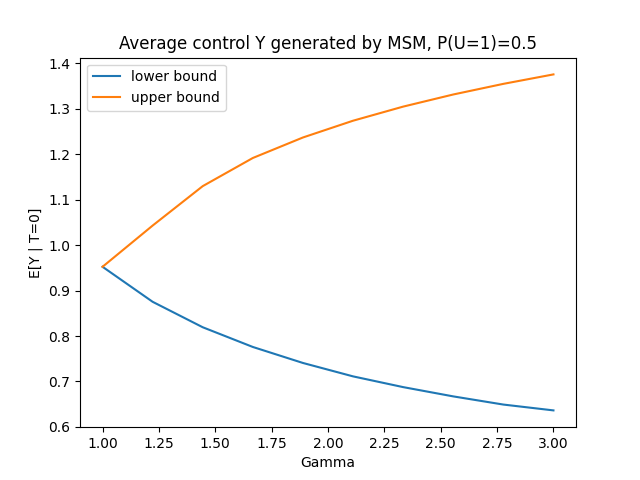 Average control Y generated by MSM, P(U=1)=0.5
lower bound
upper bound
E[Y | T=0]
1.4
1.3
1.2
1.1
1.0
0.9
0.8
0.7
0.6
1.00 1.25 1.50 1.75 2.00 2.25 2.50 2.75 3.00
Gamma